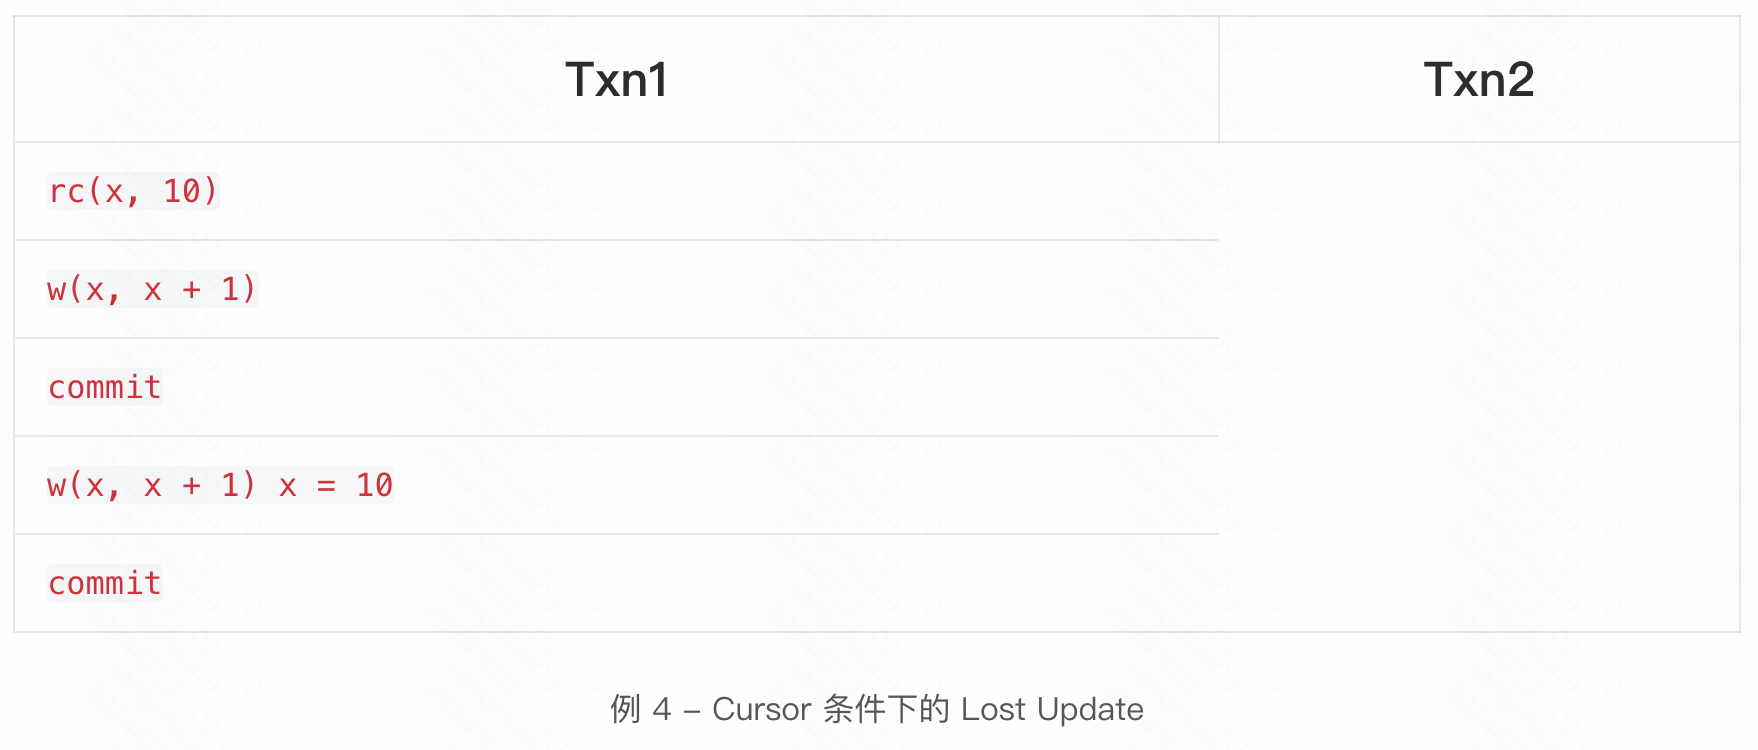 Txn1 Txn2
rc(x, 10)
w(x, x + 1)
commit
w(x, x + 1) x = 10
commit
例 4 – Cursor 条件下的 Lost Update